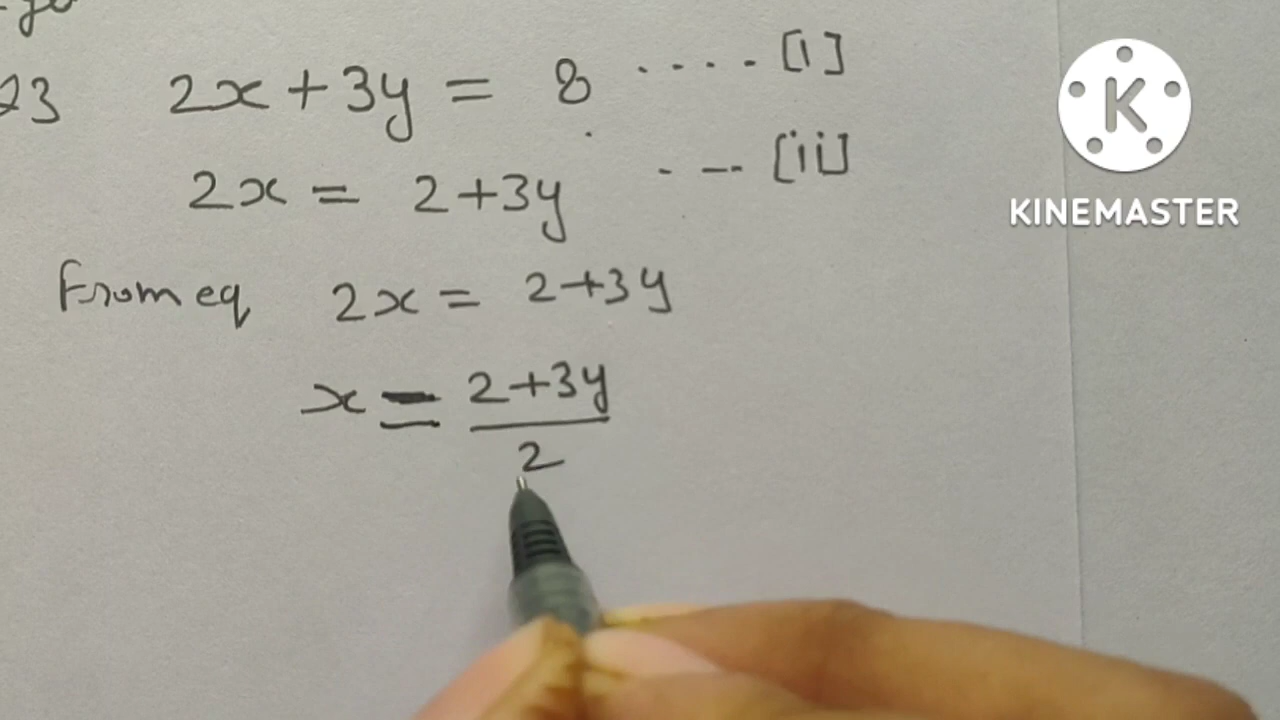 23 2x + 3y = 8 ....[i]
2x = 2+3y . -- [ii]
From eq 2x = 2+3y
x = 2+3y
2
K
KINEMASTER